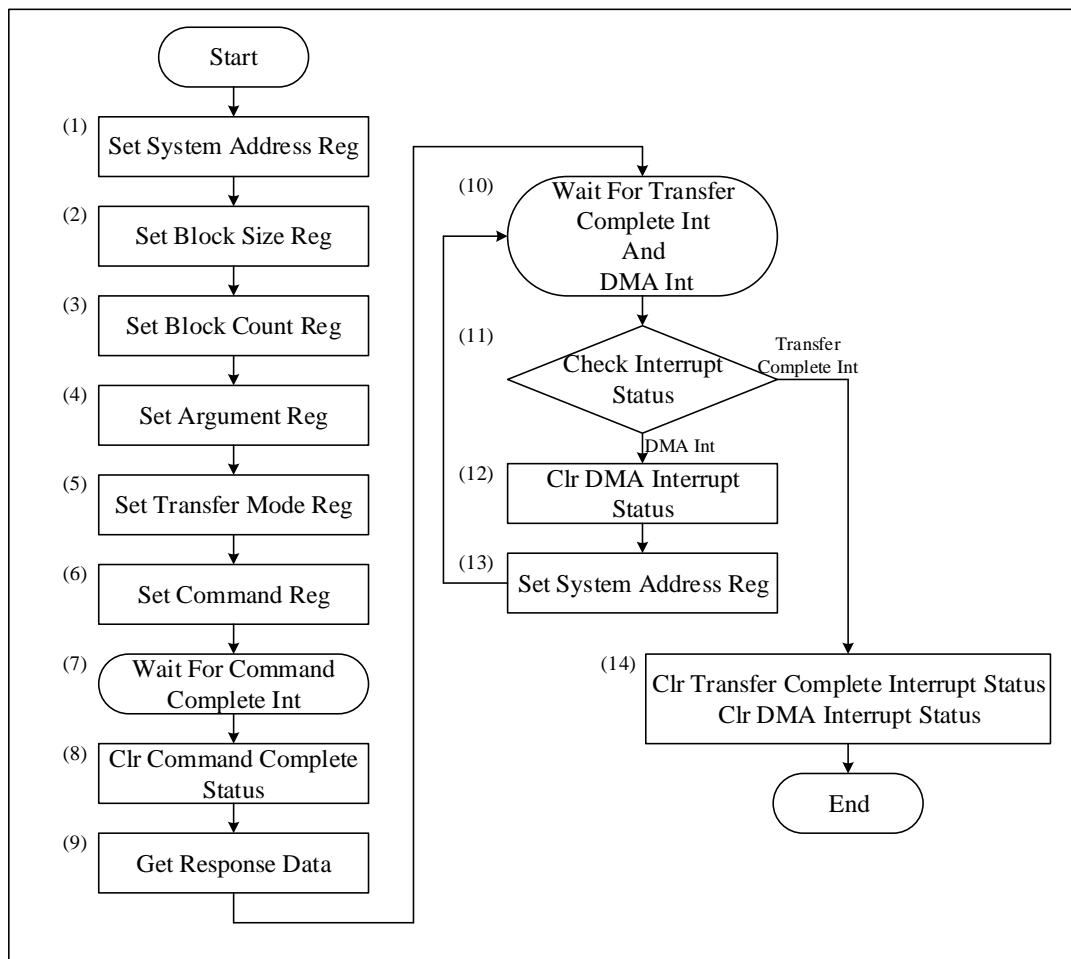 Start
(1)
Set System Address Reg
(2)
Set Block Size Reg
(3)
Set Block Count Reg
(4)
Set Argument Reg
(5)
Set Transfer Mode Reg
(6)
Set Command Reg
(7)
Wait For Command
Complete Int
(8)
Clr Command Complete
Status
(9)
Get Response Data
(10)
Wait For Transfer
Complete Int
And
DMA Int
(11)
Check Interrupt
Status
Transfer
Complete Int
DMA Int
(12)
Clr DMA Interrupt
Status
(13)
Set System Address Reg
(14)
Clr Transfer Complete Interrupt Status
Clr DMA Interrupt Status
End